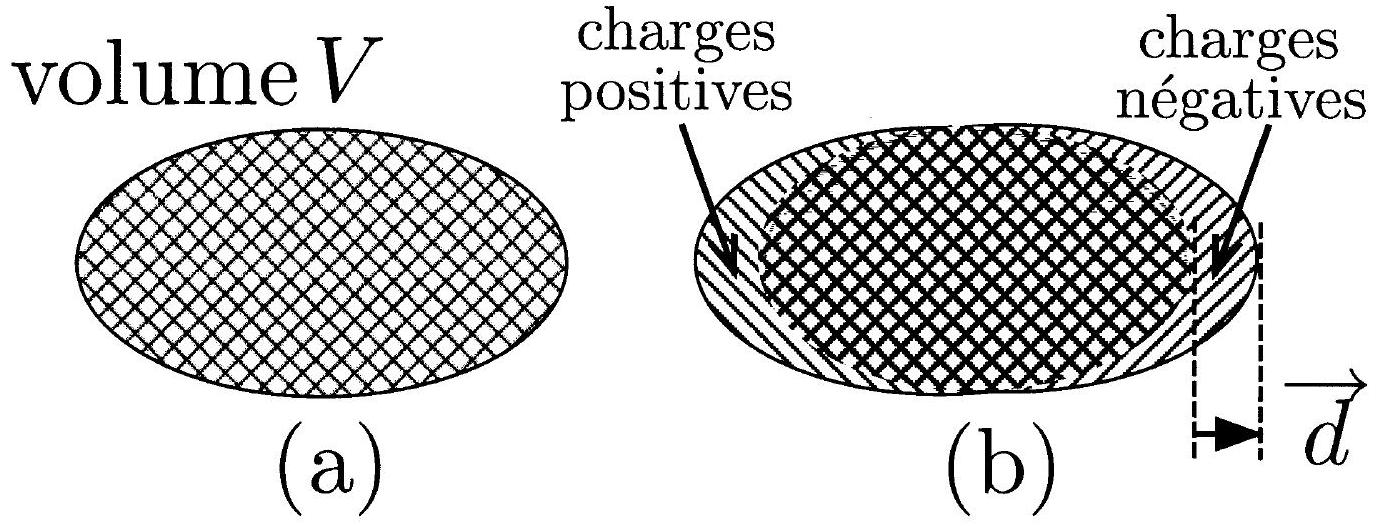 volume V
charges
positives
charges
négatives
d
(a)
(b)